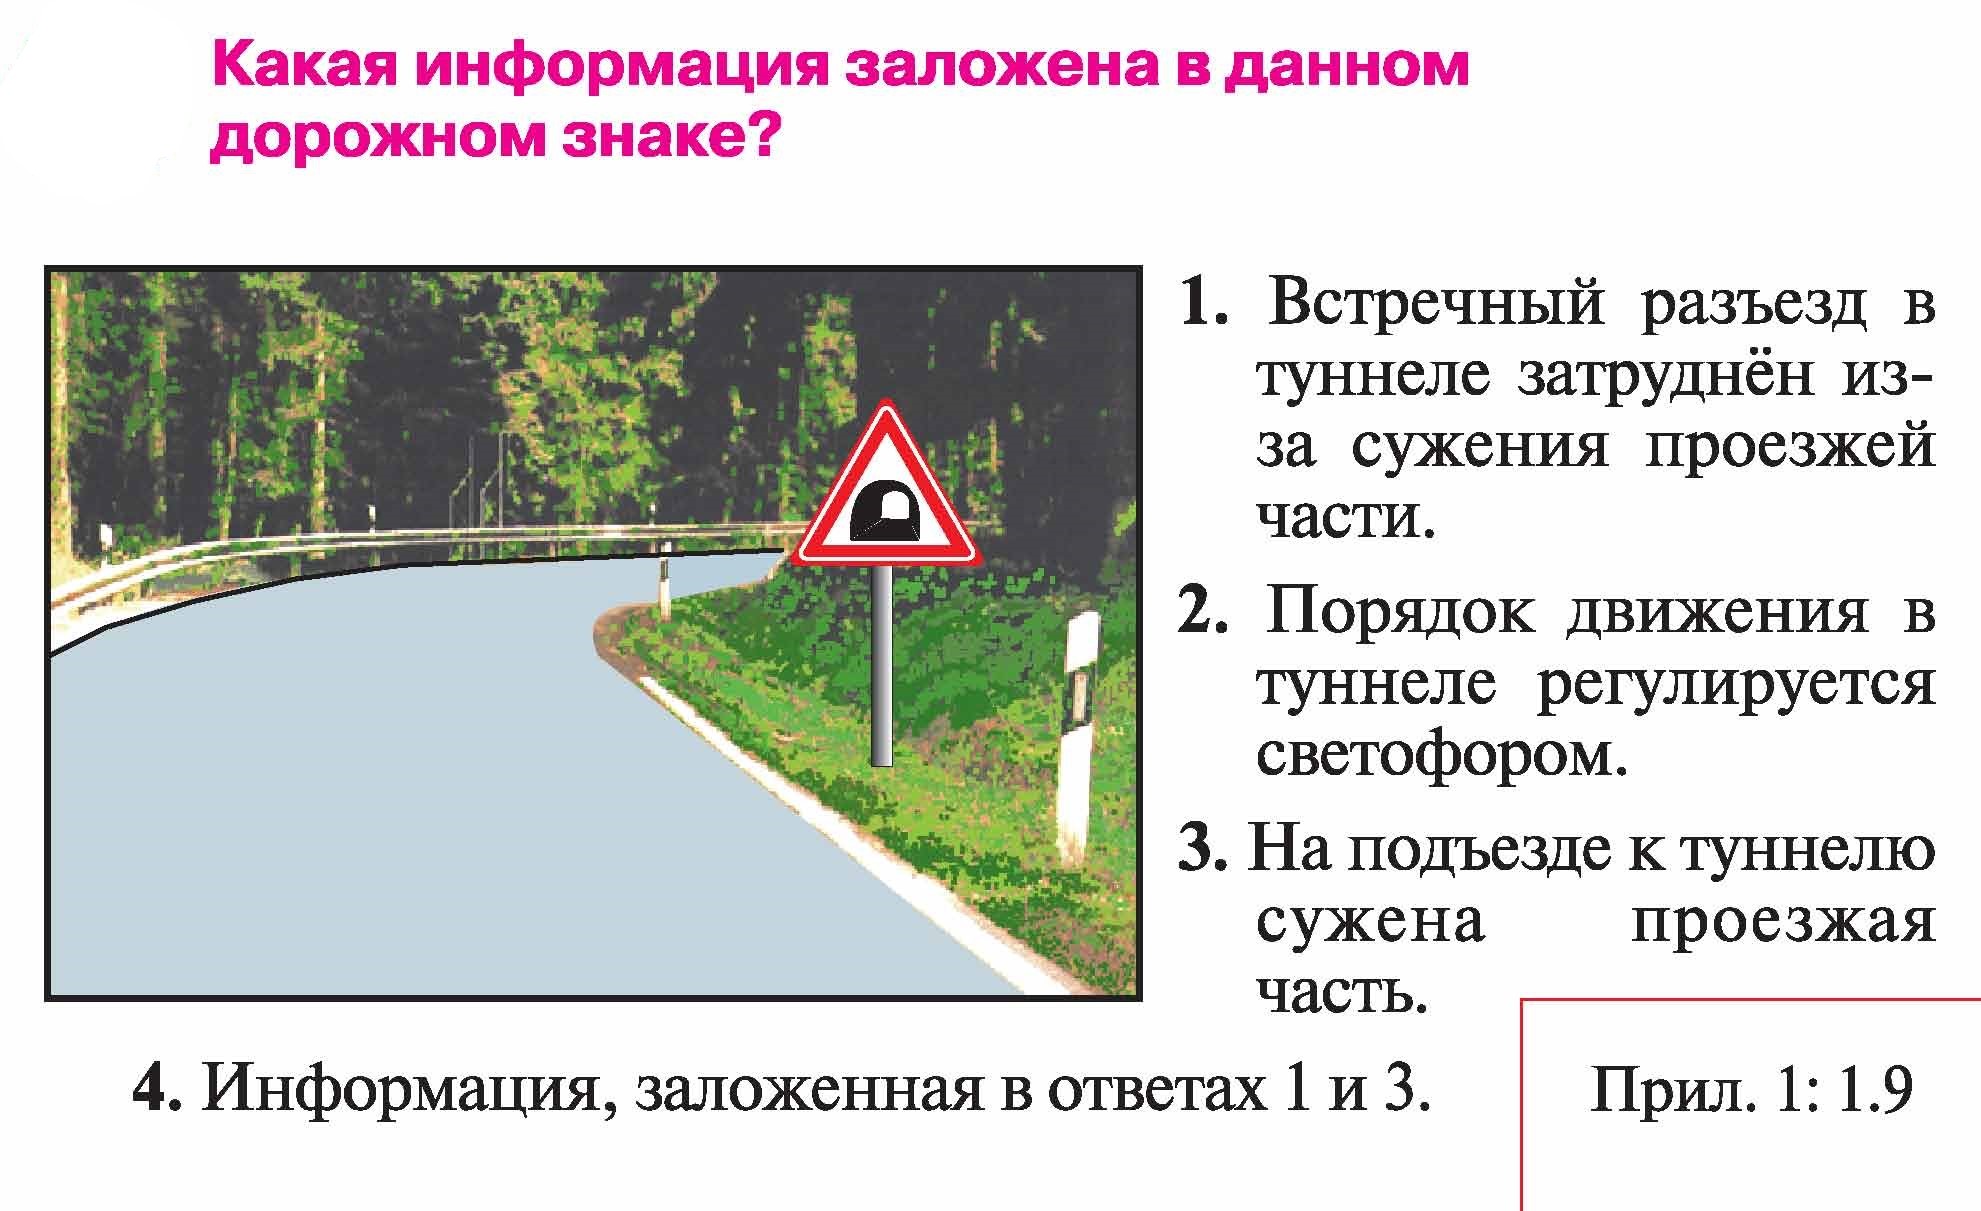 Какая информация заложена в данном
дорожном знаке?
1. Встречный разъезд в
туннеле затруднён из-
за сужения проезжей
части.
2. Порядок движения в
туннеле регулируется
светофором.
3. На подъезде к туннелю
сужена проезжая
часть.
4. Информация, заложенная в ответах 1 и 3.
Прил. 1: 1.9